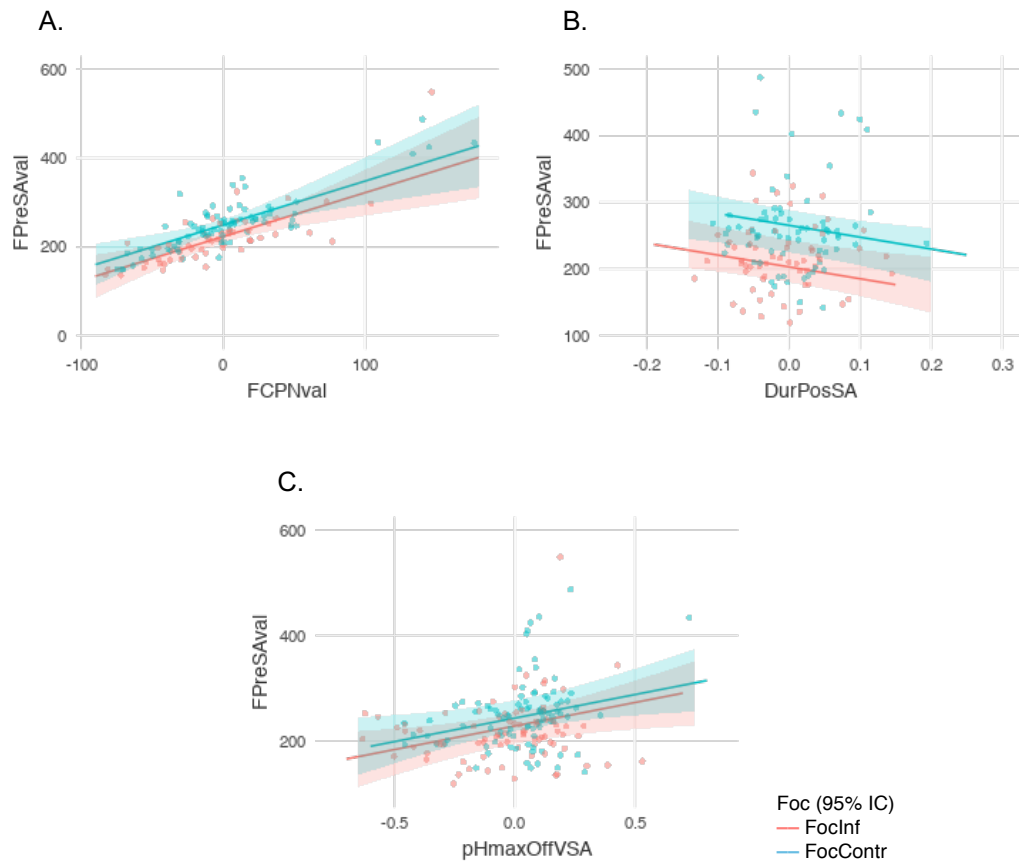 A.
600
400
200
0
FPreSAval
-100
0
100
FCPNval
B.
500
400
300
200
100
FPreSAval
-0.2
-0.1
0.0
0.1
0.2
0.3
DurPosSA
C.
600
400
200
FPreSAval
-0.5
0.0
0.5
pHmaxOffVSA
Foc (95% IC)
FocInf
FocContr